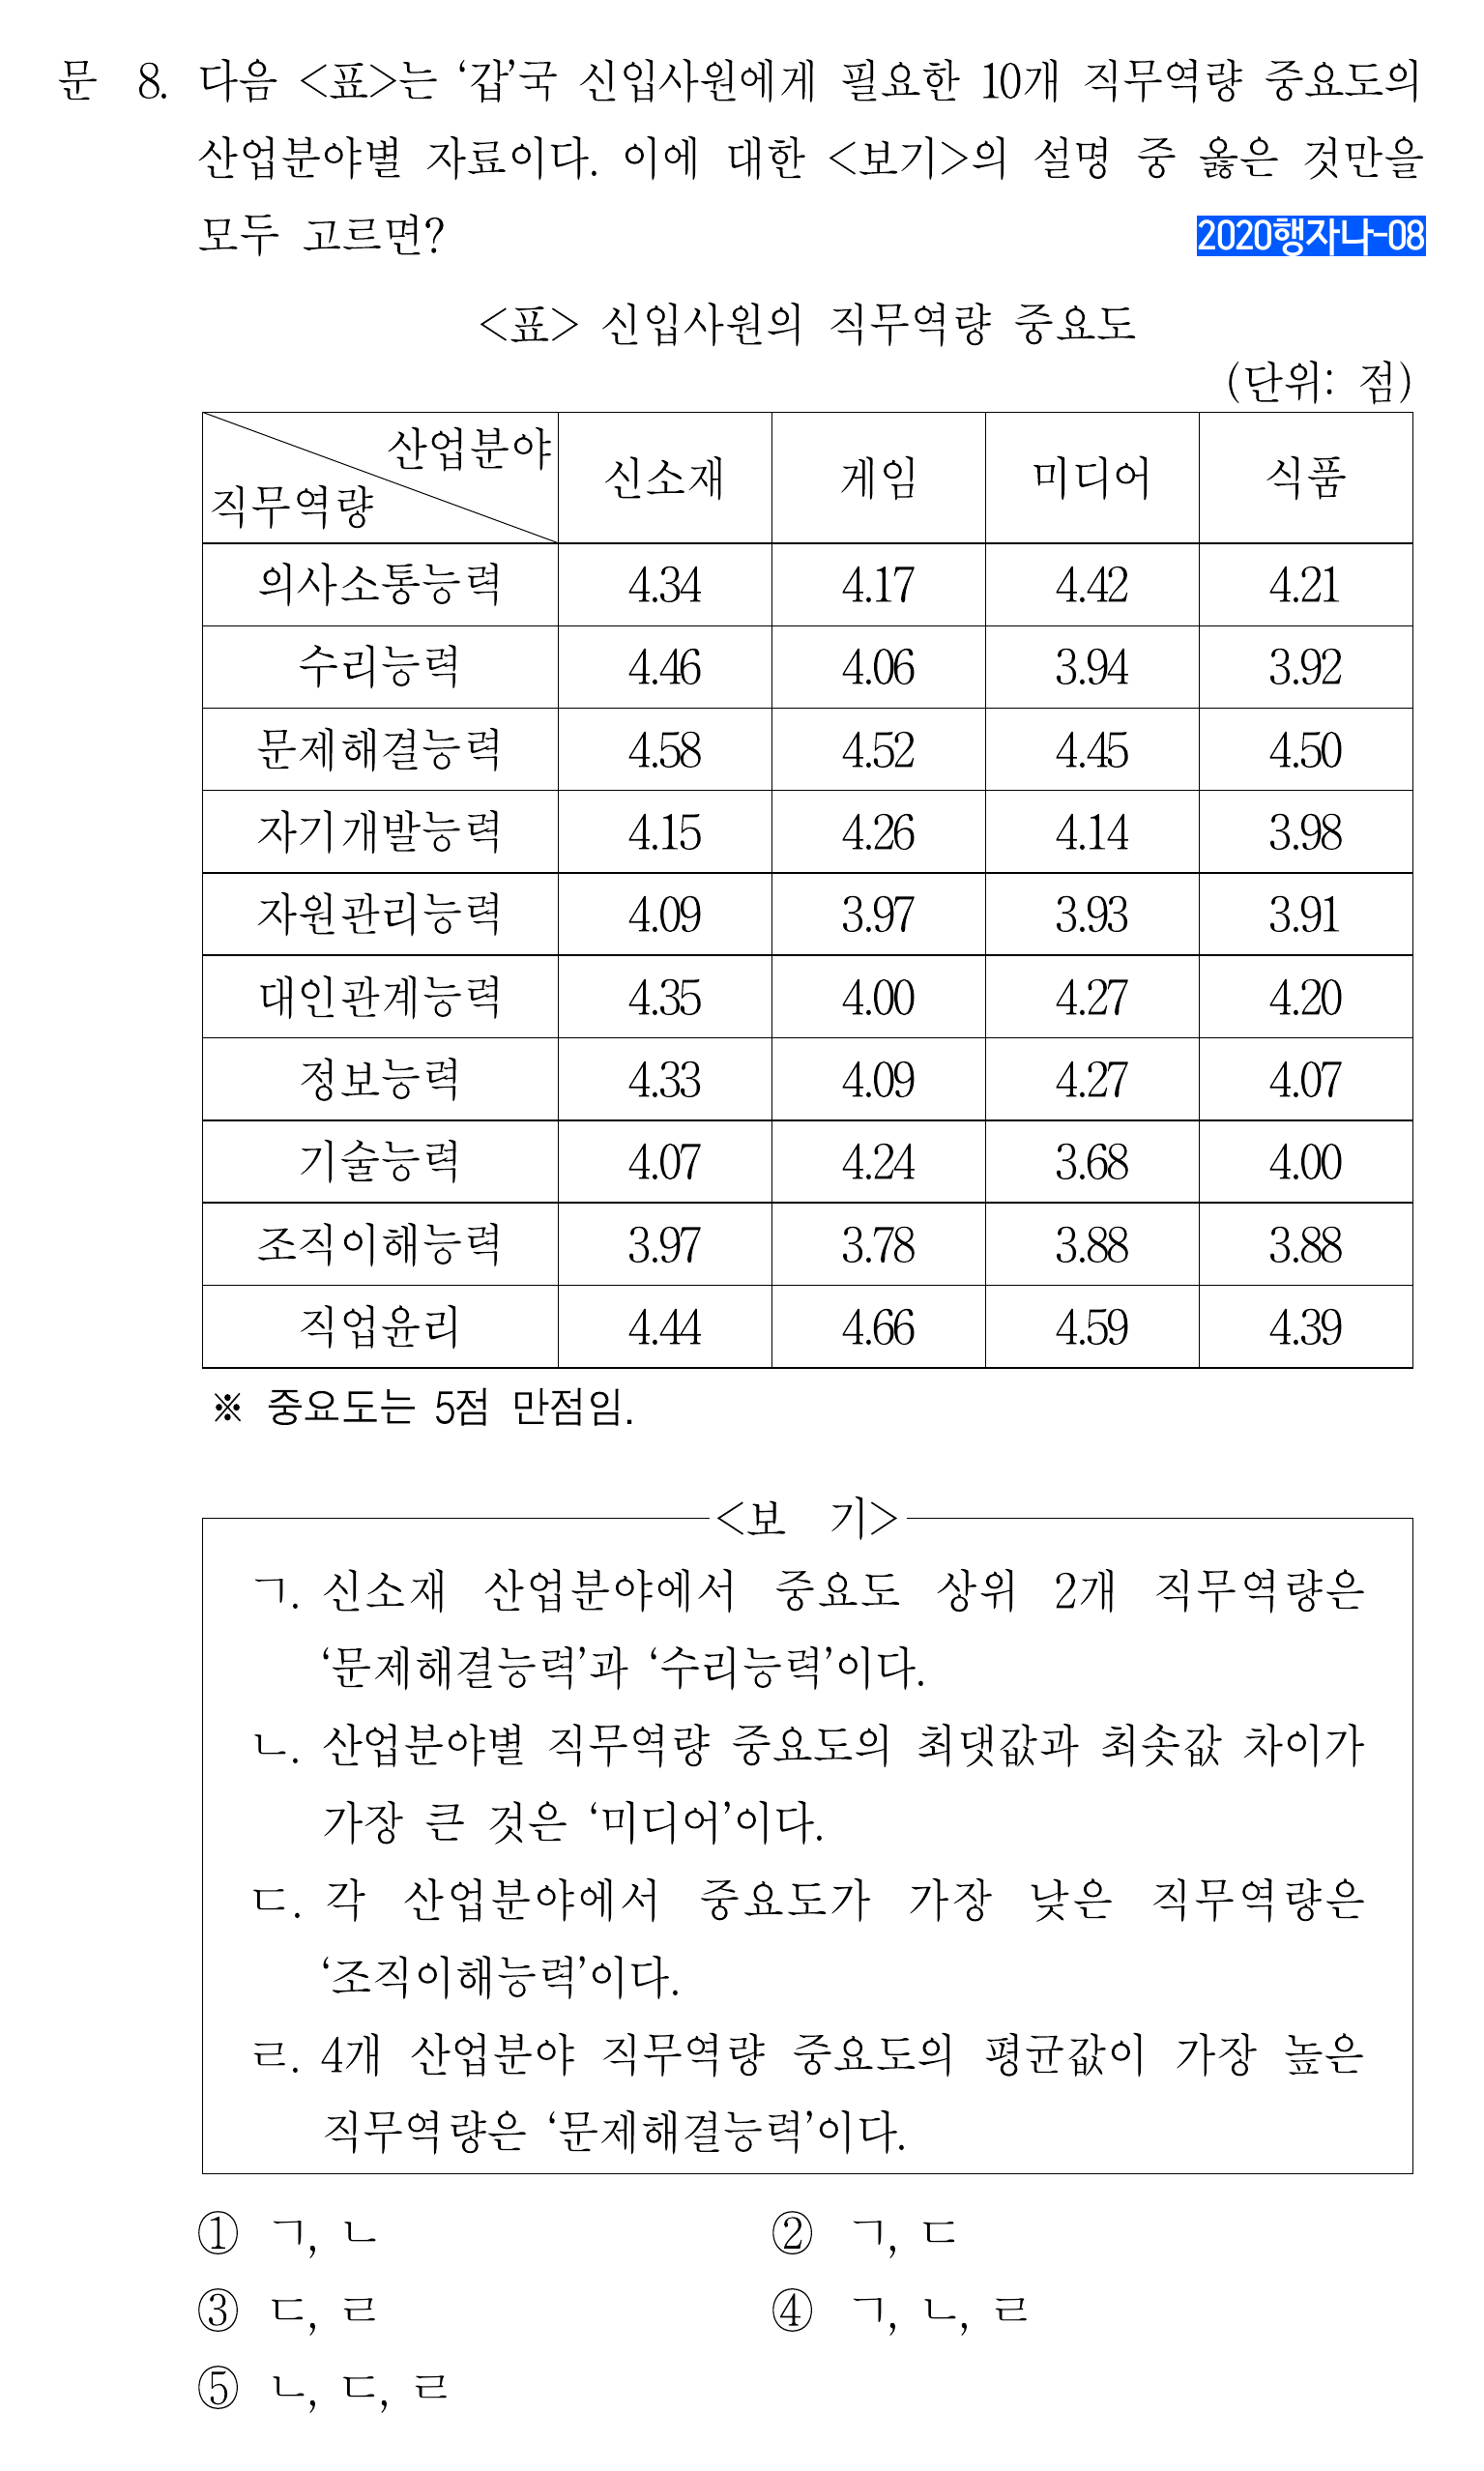 문 8. 다음 <표>는 ‘갑’국 신입사원에게 필요한 10개 직무역량 중요도의
산업분야별 자료이다. 이에 대한 <보기>의 설명 중 옳은 것만을
모두 고르면?
2020행자나-08
<표> 신입사원의 직무역량 중요도
(단위: 점)
산업분야
직무역량 신소재 게임 미디어 식품
의사소통능력 4.34 4.17 4.42 4.21
수리능력 4.46 4.06 3.94 3.92
문제해결능력 4.58 4.52 4.45 4.50
자기개발능력 4.15 4.26 4.14 3.98
자원관리능력 4.09 3.97 3.93 3.91
대인관계능력 4.35 4.00 4.27 4.20
정보능력 4.33 4.09 4.27 4.07
기술능력 4.07 4.24 3.68 4.00
조직이해능력 3.97 3.78 3.88 3.88
직업윤리 4.44 4.66 4.59 4.39
※ 중요도는 5점 만점임.
<보 기>
ㄱ. 신소재 산업분야에서 중요도 상위 2개 직무역량은
‘문제해결능력’과 ‘수리능력’이다.
ㄴ. 산업분야별 직무역량 중요도의 최댓값과 최솟값 차이가
가장 큰 것은 ‘미디어’이다.
ㄷ. 각 산업분야에서 중요도가 가장 낮은 직무역량은
‘조직이해능력’이다.
ㄹ. 4개 산업분야 직무역량 중요도의 평균값이 가장 높은
직무역량은 ‘문제해결능력’이다.
① ㄱ, ㄴ ② ㄱ, ㄷ
③ ㄷ, ㄹ ④ ㄱ, ㄴ, ㄹ
⑤ ㄴ, ㄷ, ㄹ